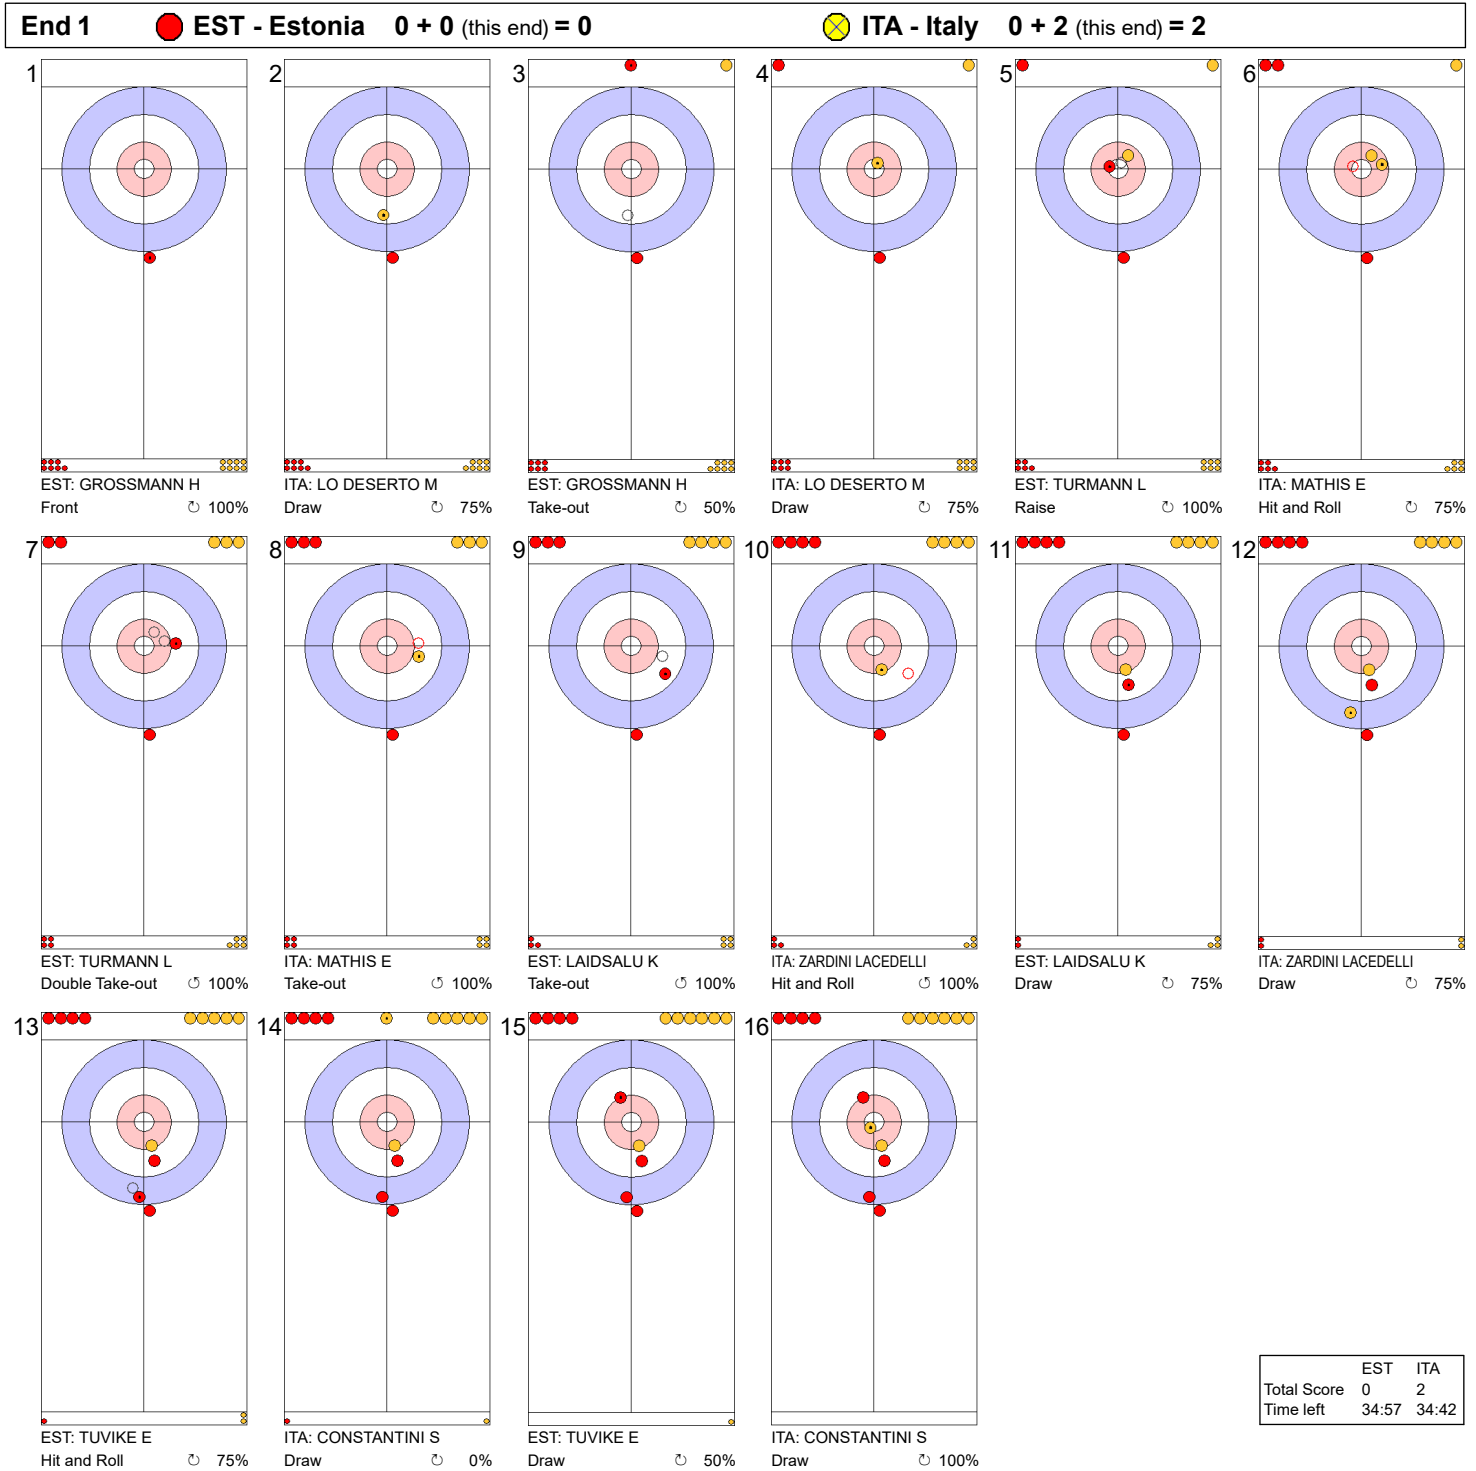 End 1 EST - Estonia 0 + 0 (this end) = 0 ITA - Italy 0 + 2 (this end) = 2
1 2 3 4 5 6
EST: GROSSMANN H ITA: LO DESERTO M EST: GROSSMANN H ITA: LO DESERTO M EST: TURMANN L ITA: MATHIS E
Front ↻ 100% Draw ↻ 75% Take-out ↻ 50% Draw ↻ 75% Raise ↻ 100% Hit and Roll ↻ 75%
7 8 9 10 11 12
EST: TURMANN L ITA: MATHIS E EST: LAIDSALU K ITA: ZARDINI LACEDELLI EST: LAIDSALU K ITA: ZARDINI LACEDELLI
Double Take-out ↺ 100% Take-out ↺ 100% Take-out ↺ 100% Hit and Roll ↺ 100% Draw ↻ 75% Draw ↻ 75%
13 14 15 16
EST: TUVIKE E ITA: CONSTANTINI S EST: TUVIKE E ITA: CONSTANTINI S
Hit and Roll ↻ 75% Draw ↻ 0% Draw ↻ 50% Draw ↻ 100%
EST ITA
Total Score 0 2
Time left 34:57 34:42